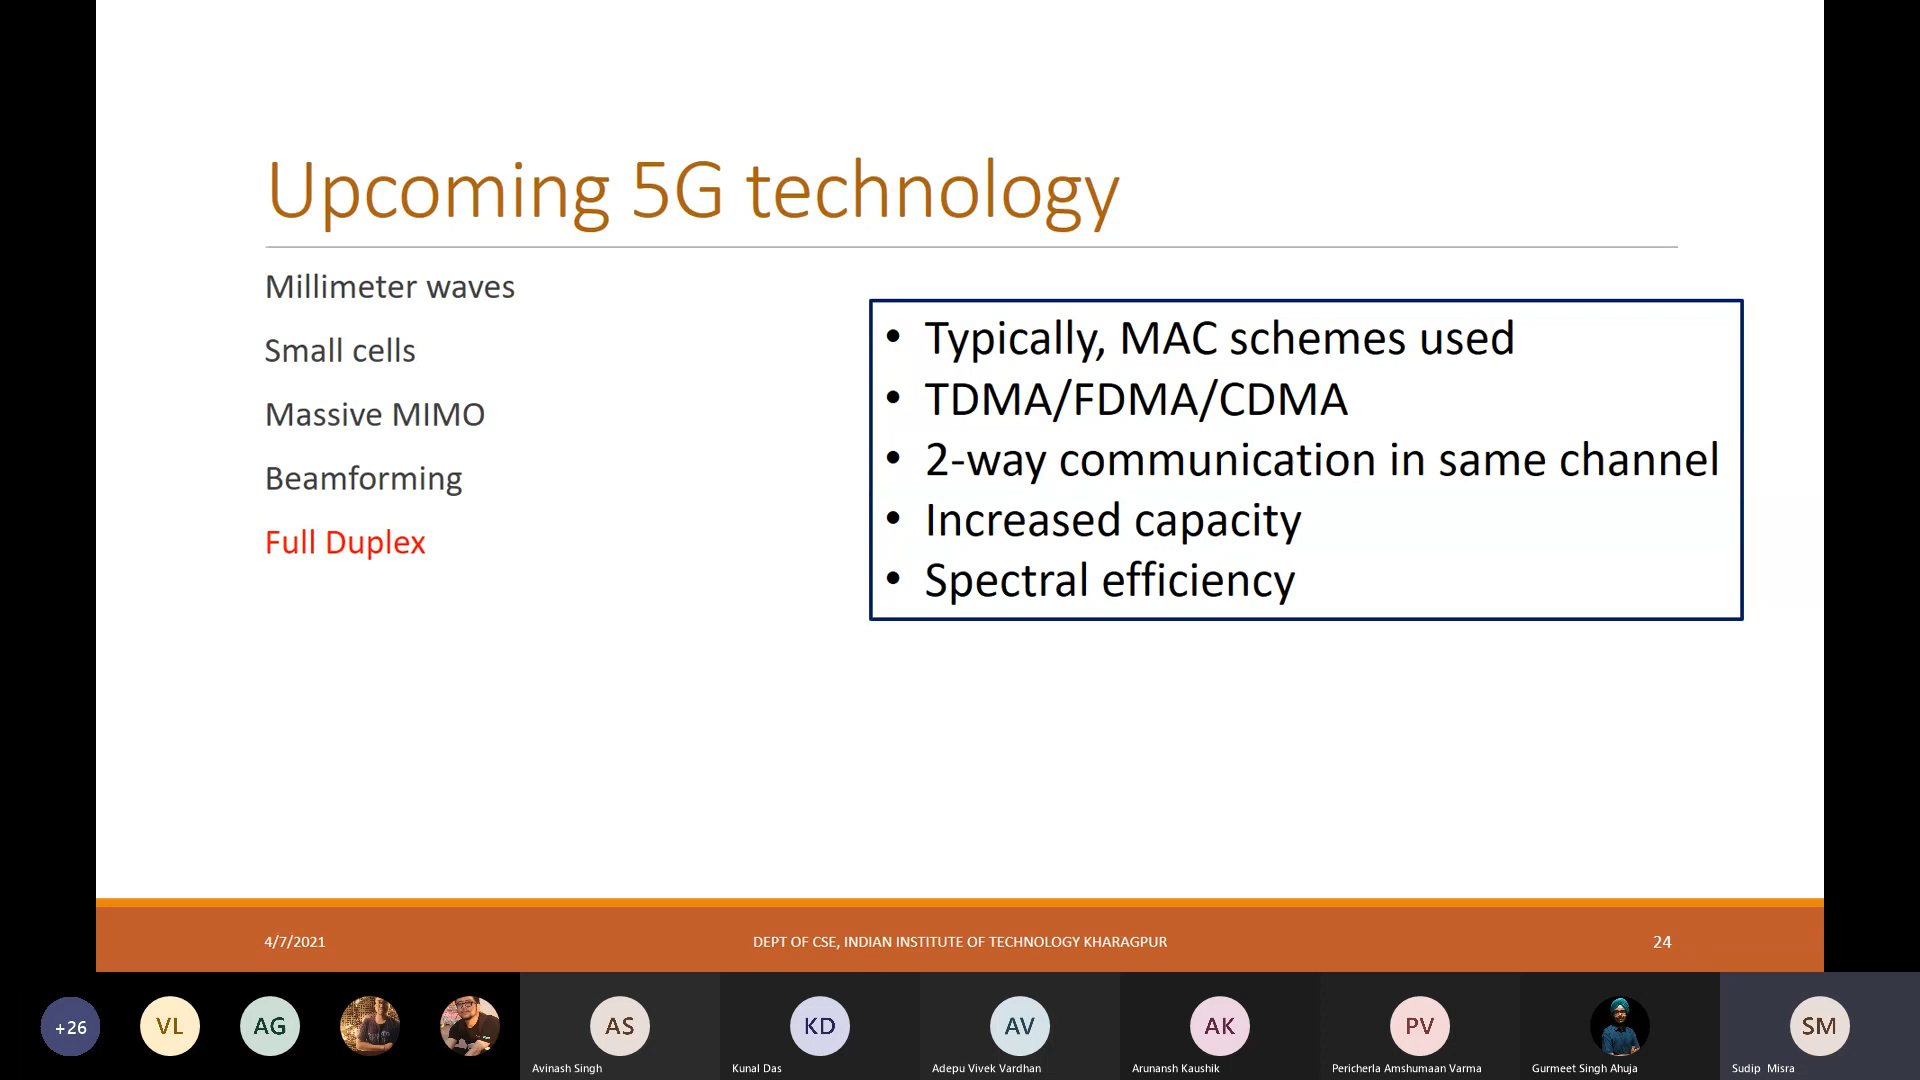 Upcoming 5G technology
Millimeter waves
Small cells
Massive MIMO
Beamforming
Full Duplex
• Typically, MAC schemes used
• TDMA/FDMA/CDMA
• 2-way communication in same channel
• Increased capacity
• Spectral efficiency
4/7/2021
DEPT OF CSE, INDIAN INSTITUTE OF TECHNOLOGY KHARAGPUR
24
+26
VL
AG
AS
KD
AV
AK
PV
SM
Avinash Singh
Kunal Das
Adepu Vivek Vardhan
Arunansh Kaushik
Pericherla Amshumaan Varma
Gurmeet Singh Ahuja
Sudip Misra